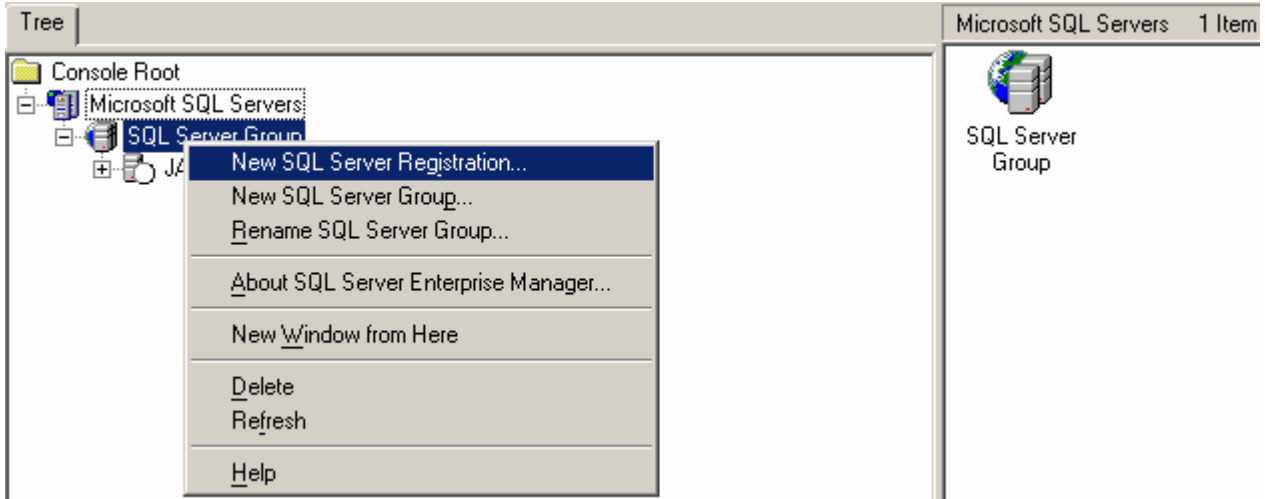 Tree
Microsoft SQL Servers 1 Item
Console Root
Microsoft SQL Servers
SQL Server Group
New SQL Server Registration...
New SQL Server Group...
Rename SQL Server Group...
About SQL Server Enterprise Manager...
New Window from Here
Delete
Refresh
Help
SQL Server
Group